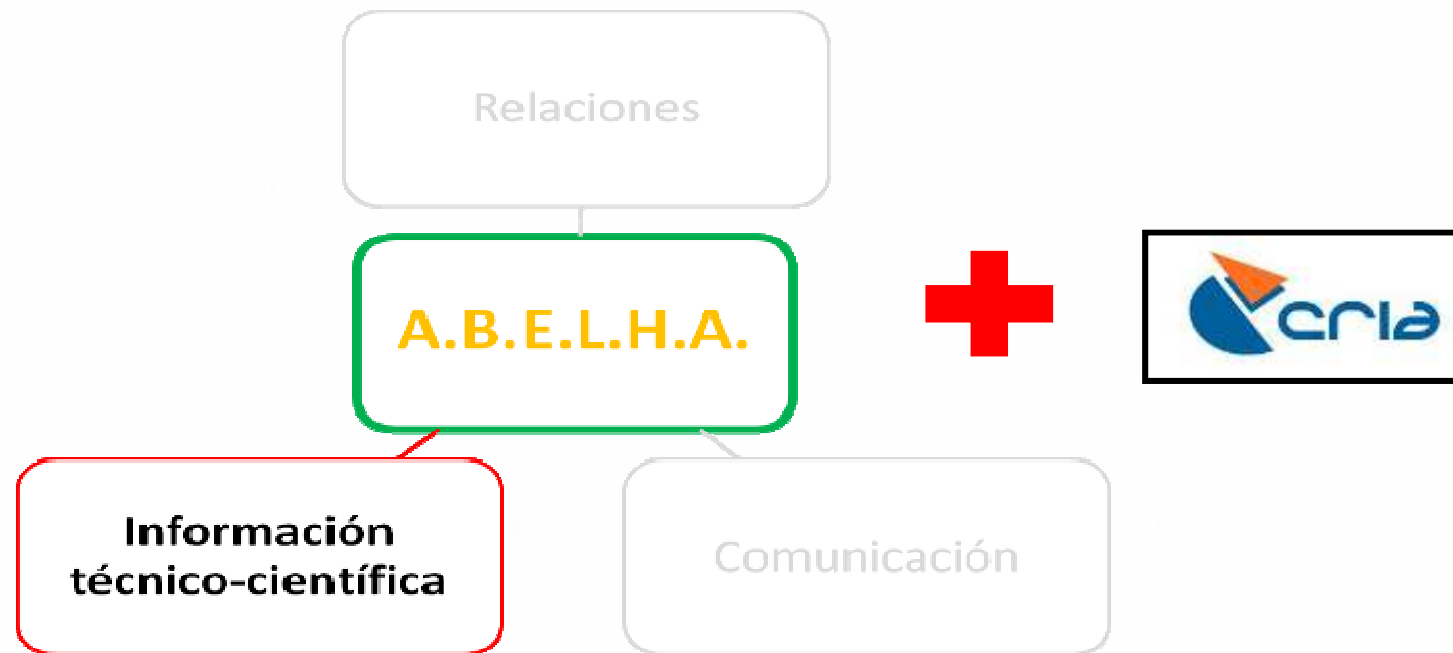 Relaciones
A.B.E.L.H.A.
cria
Información
técnico-científica
Comunicación